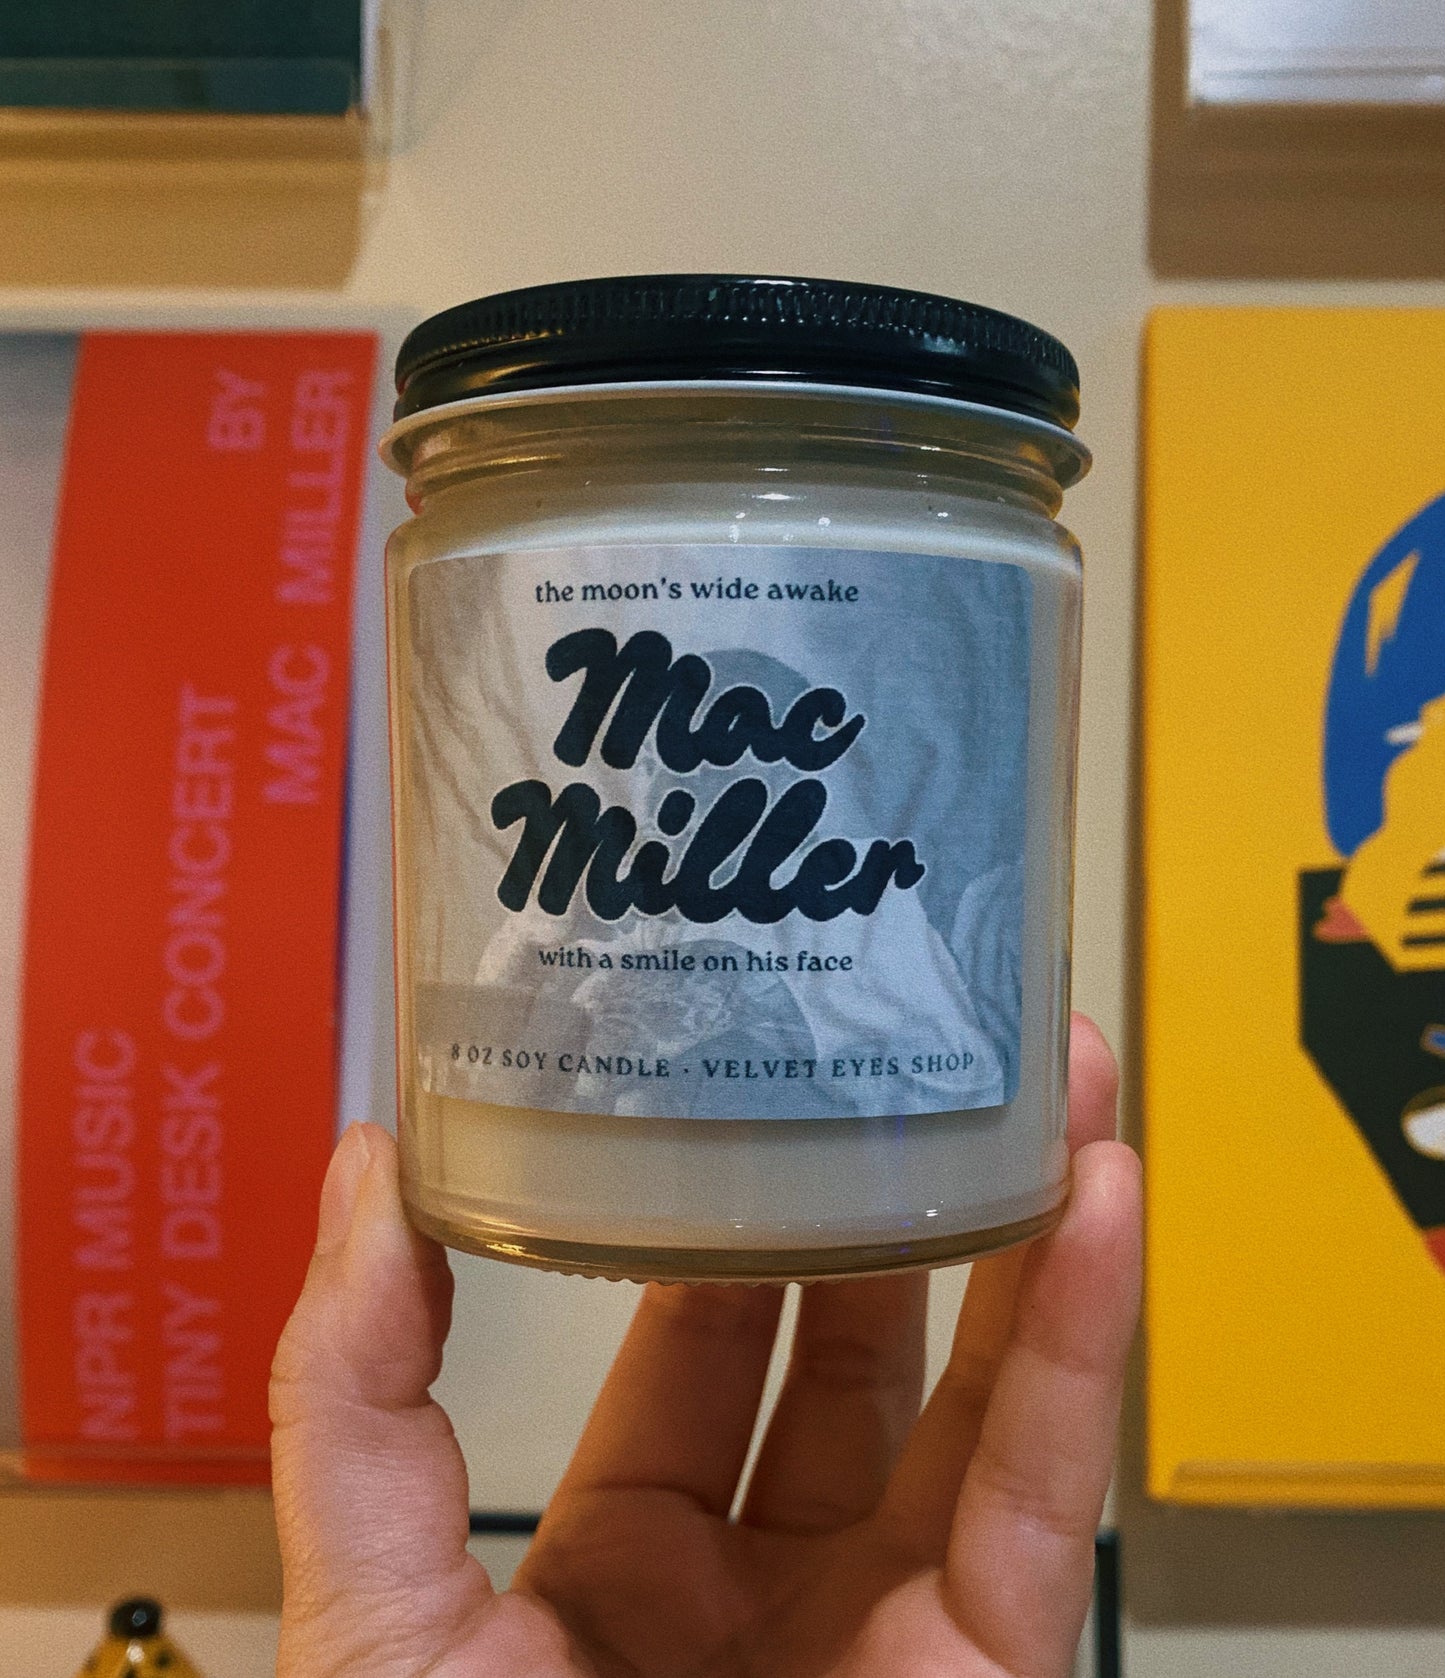 the moon's wide awake
Mac
Miller
with a smile on his face
8 OZ SOY CANDLE · VELVET EYES SHOP
NPR MUSIC
TINY DESK CONCERT
BY
MAC MILLER